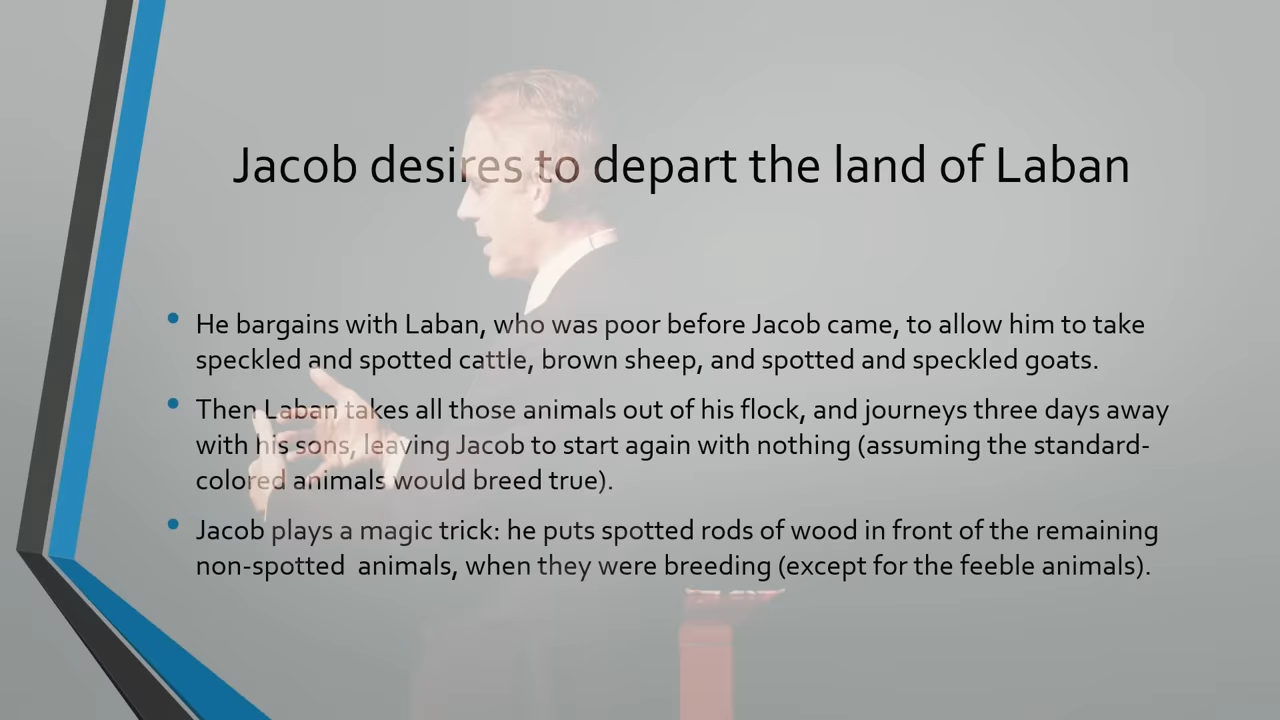 Jacob desires to depart the land of Laban
• He bargains with Laban, who was poor before Jacob came, to allow him to take
speckled and spotted cattle, brown sheep, and spotted and speckled goats.
• Then Laban takes all those animals out of his flock, and journeys three days away
with his sons, leaving Jacob to start again with nothing (assuming the standard-
colored animals would breed true).
• Jacob plays a magic trick: he puts spotted rods of wood in front of the remaining
non-spotted  animals, when they were breeding (except for the feeble animals).